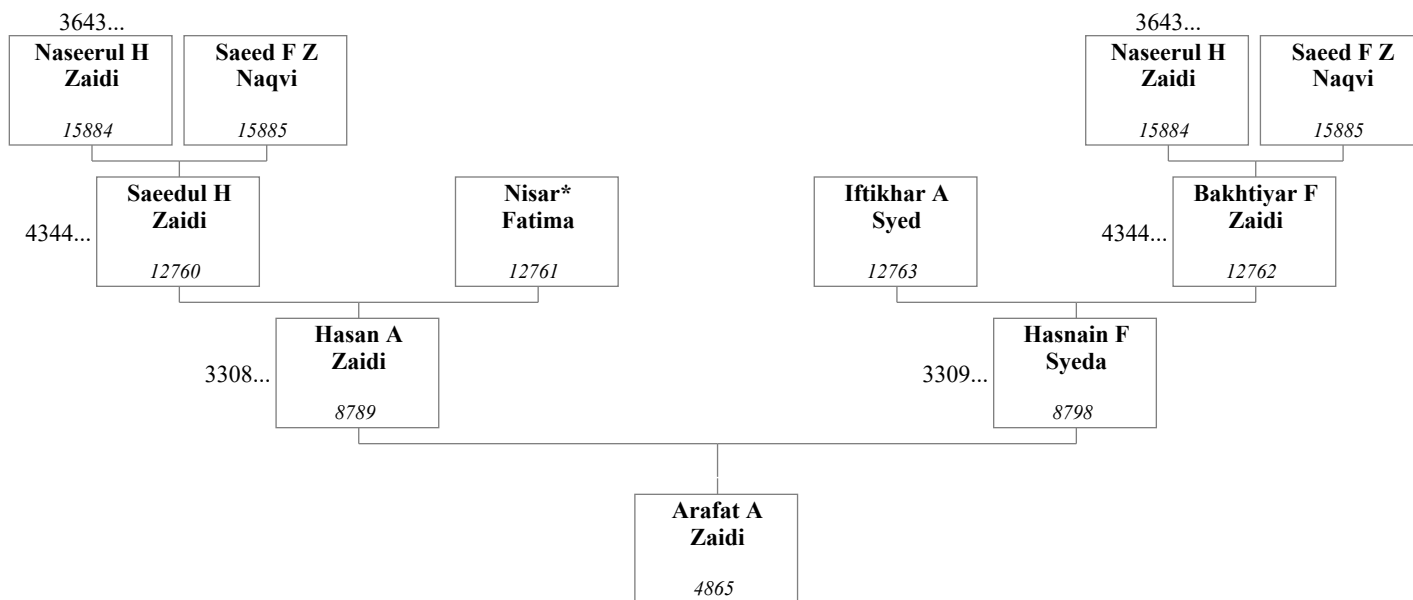 3643...
3643...
Naseerul H
Zaidi
15884
Saeed F Z
Naqvi
15885
Naseerul H
Zaidi
15884
Saeed F Z
Naqvi
15885
4344...
Saeedul H
Zaidi
12760
Nisar*
Fatima
12761
Iftikhar A
Syed
12763
4344...
Bakhtiyar F
Zaidi
12762
3308...
Hasan A
Zaidi
8789
3309...
Hasnain F
Syeda
8798
Arafat A
Zaidi
4865